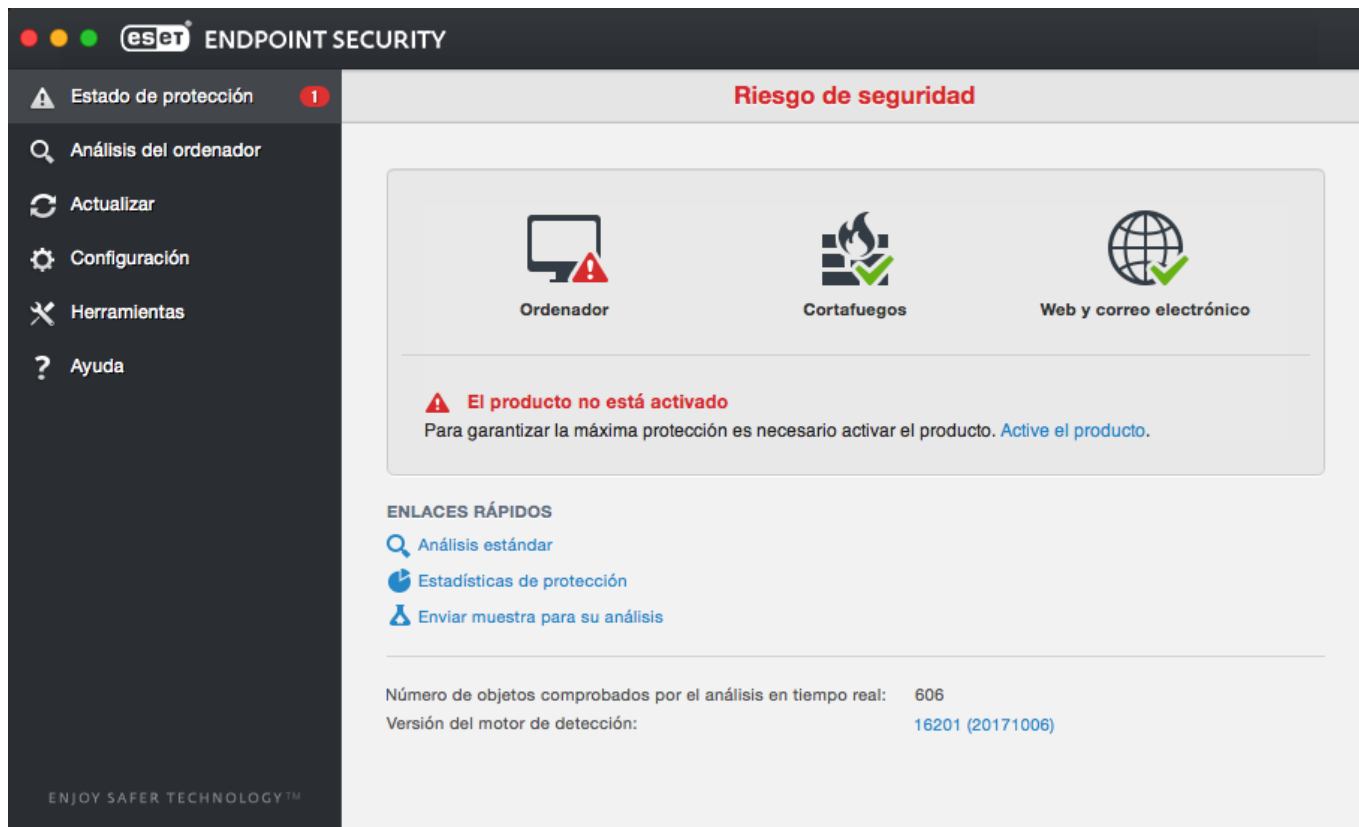 eset ENDPOINT SECURITY
Estado de protección 1
Análisis del ordenador
Actualizar
Configuración
Herramientas
? Ayuda
ENJOY SAFER TECHNOLOGY™
Riesgo de seguridad
Ordenador
Cortafuegos
Web y correo electrónico
El producto no está activado
Para garantizar la máxima protección es necesario activar el producto. Active el producto.
ENLACES RÁPIDOS
Análisis estándar
Estadísticas de protección
Enviar muestra para su análisis
Número de objetos comprobados por el análisis en tiempo real: 606
Versión del motor de detección: 16201 (20171006)